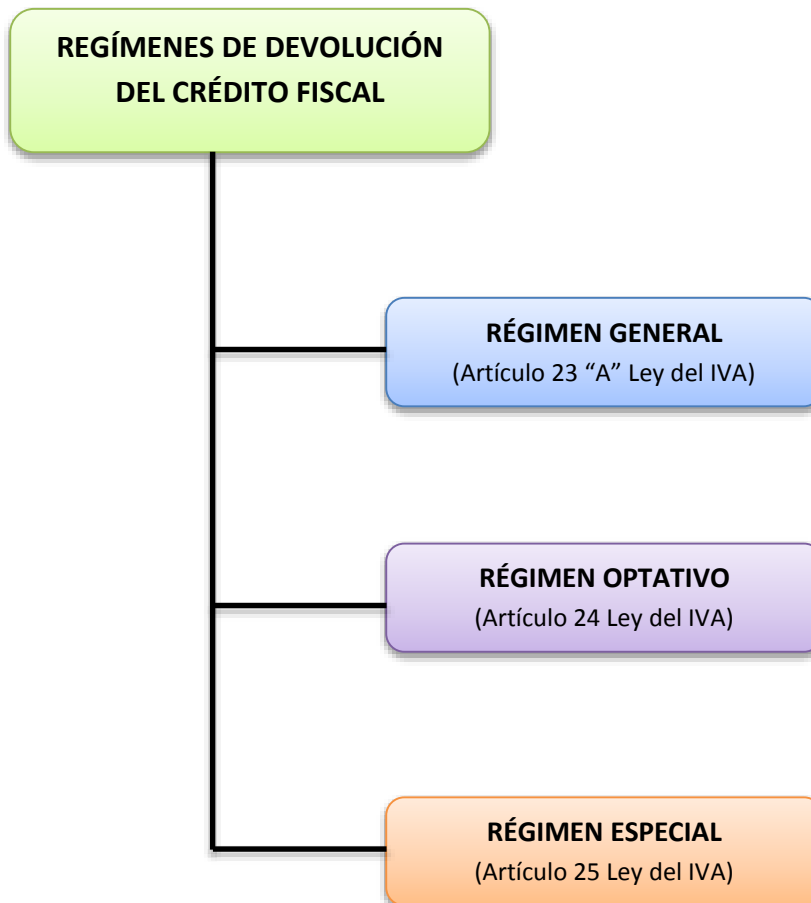 REGÍMENES DE DEVOLUCIÓN
DEL CRÉDITO FISCAL
RÉGIMEN GENERAL
(Artículo 23 “A” Ley del IVA)
RÉGIMEN OPTATIVO
(Artículo 24 Ley del IVA)
RÉGIMEN ESPECIAL
(Artículo 25 Ley del IVA)